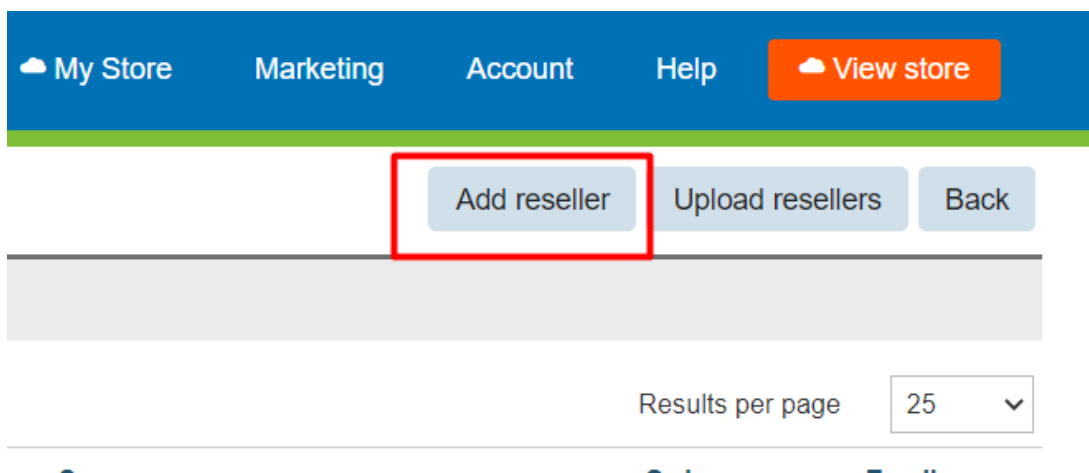 My Store Marketing Account Help View store
Add reseller Upload resellers Back
Results per page 25